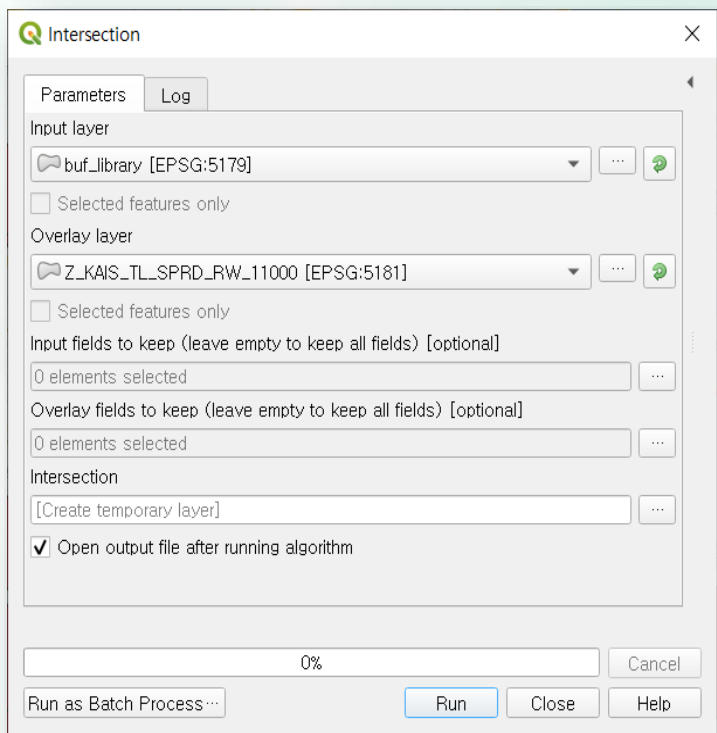 Intersection
Parameters Log
Input layer
buf_library [EPSG:5179] ...
Selected features only
Overlay layer
Z_KAIS_TL_SPRD_RW_11000 [EPSG:5181] ...
Selected features only
Input fields to keep (leave empty to keep all fields) [optional]
0 elements selected ...
Overlay fields to keep (leave empty to keep all fields) [optional]
0 elements selected ...
Intersection
[Create temporary layer] ...
Open output file after running algorithm
0% Cancel
Run as Batch Process… Run Close Help